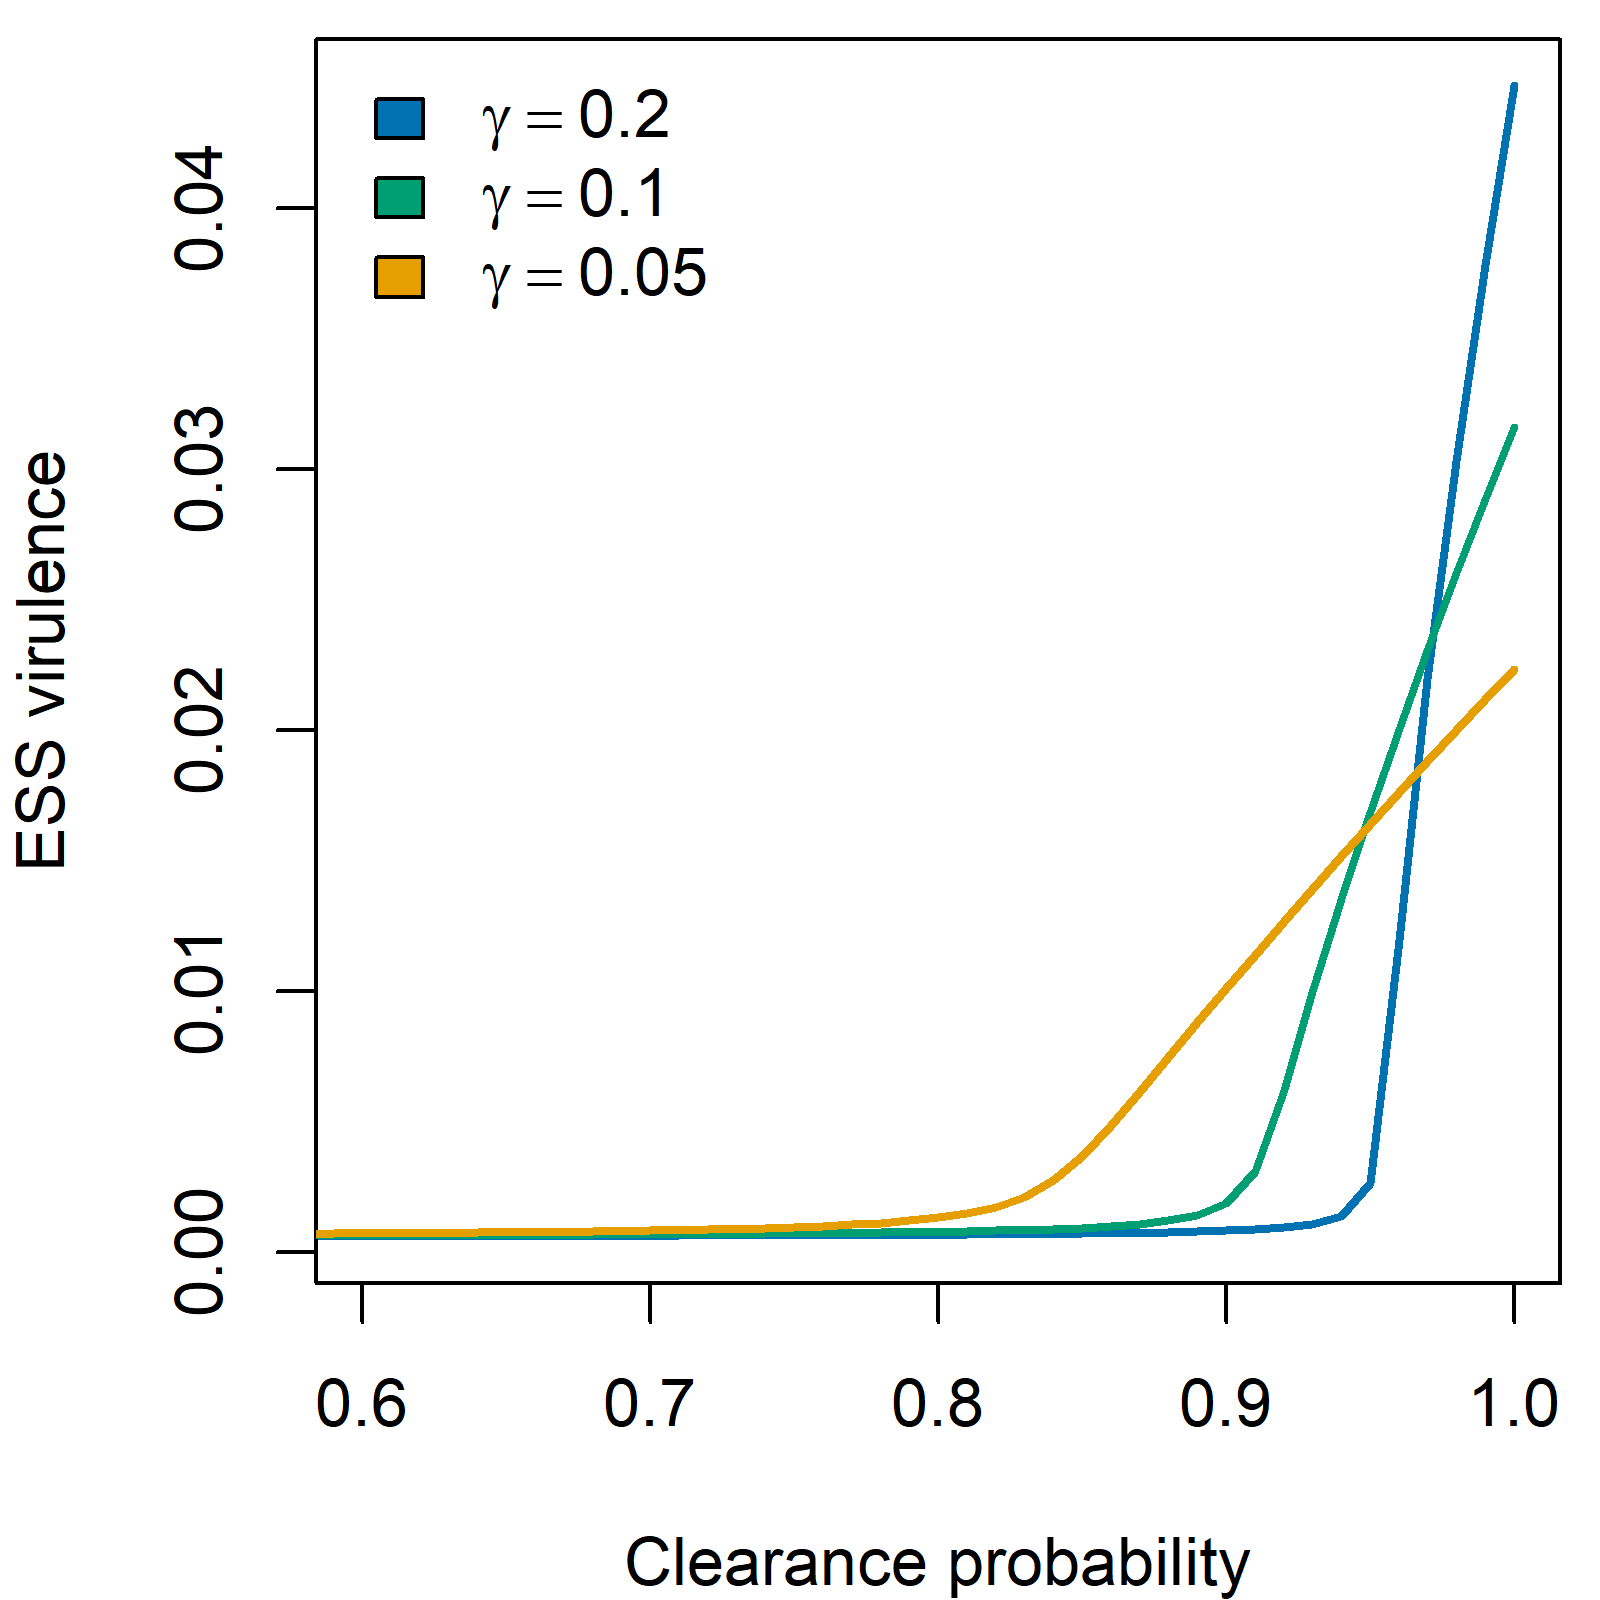 γ = 0.2
γ = 0.1
γ = 0.05
ESS virulence
0.04
0.03
0.02
0.01
0.00
0.6 0.7 0.8 0.9 1.0
Clearance probability